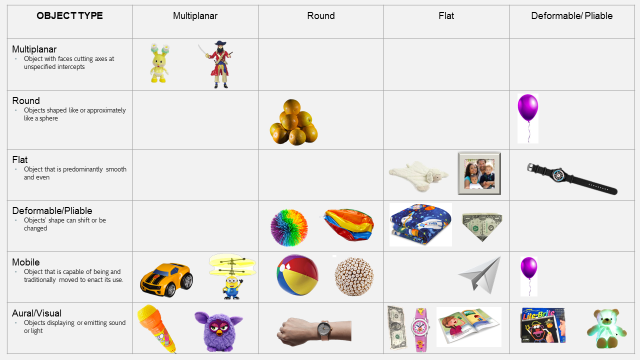 OBJECT TYPE
Multiplanar
Round
Flat
Deformable/ Pliable
Multiplanar
Object with faces cutting axes at
unspecified intercepts
Round
Objects shaped like or approximately
like a sphere
Flat
Object that is predominantly smooth
and even
Deformable/Pliable
Objects' shape can shift or be
changed
Mobile
Object that is capable of being and
traditionally moved to enact its use.
Aural/Visual
Objects displaying or emitting sound
or light
Lite-Brite